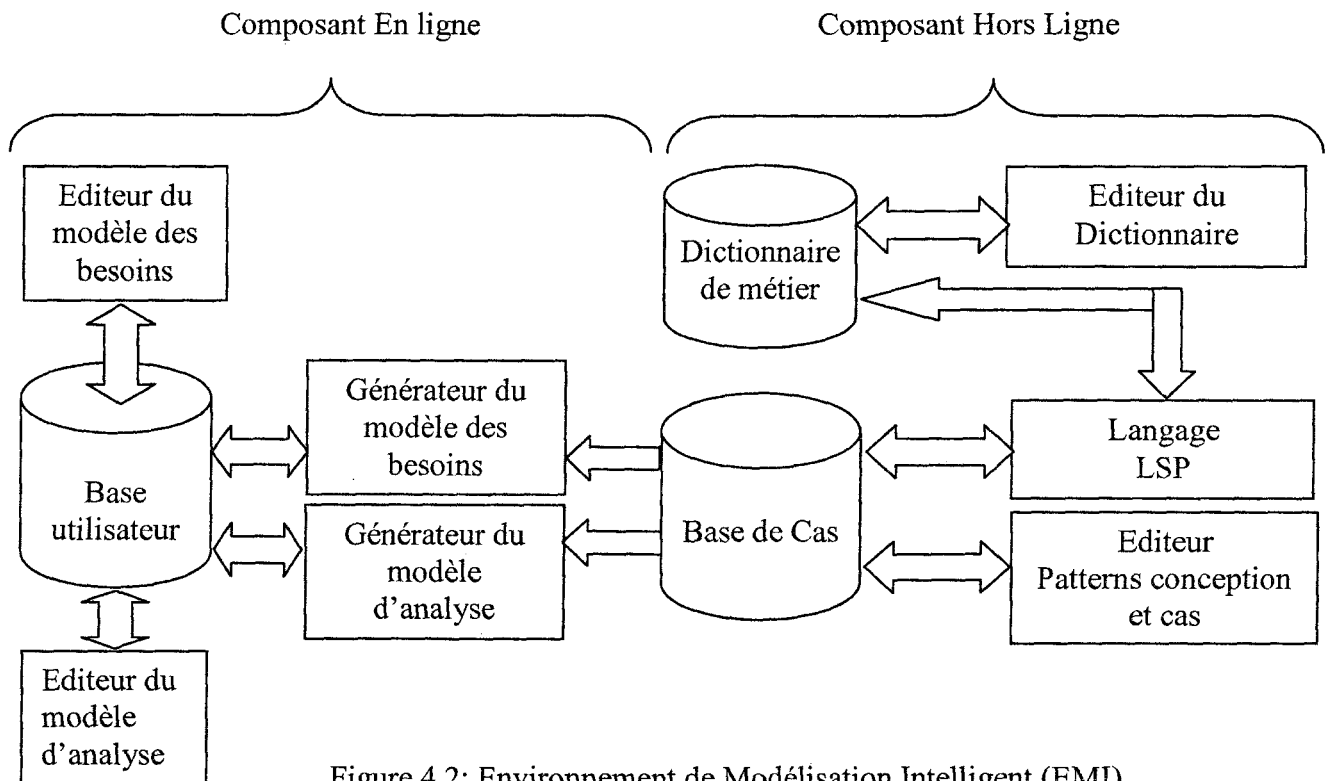 Composant En ligne
Composant Hors Ligne
Editeur du
modèle des
besoins
Dictionnaire
de métier
Editeur du
Dictionnaire
Base
utilisateur
Générateur du
modèle des
besoins
Générateur du
modèle
d'analyse
Base de Cas
Langage
LSP
Editeur
Patterns conception
et cas
Editeur du
modèle
d'analyse
Figure 4.2: Environnement de Modélisation Intelligent (EMI)